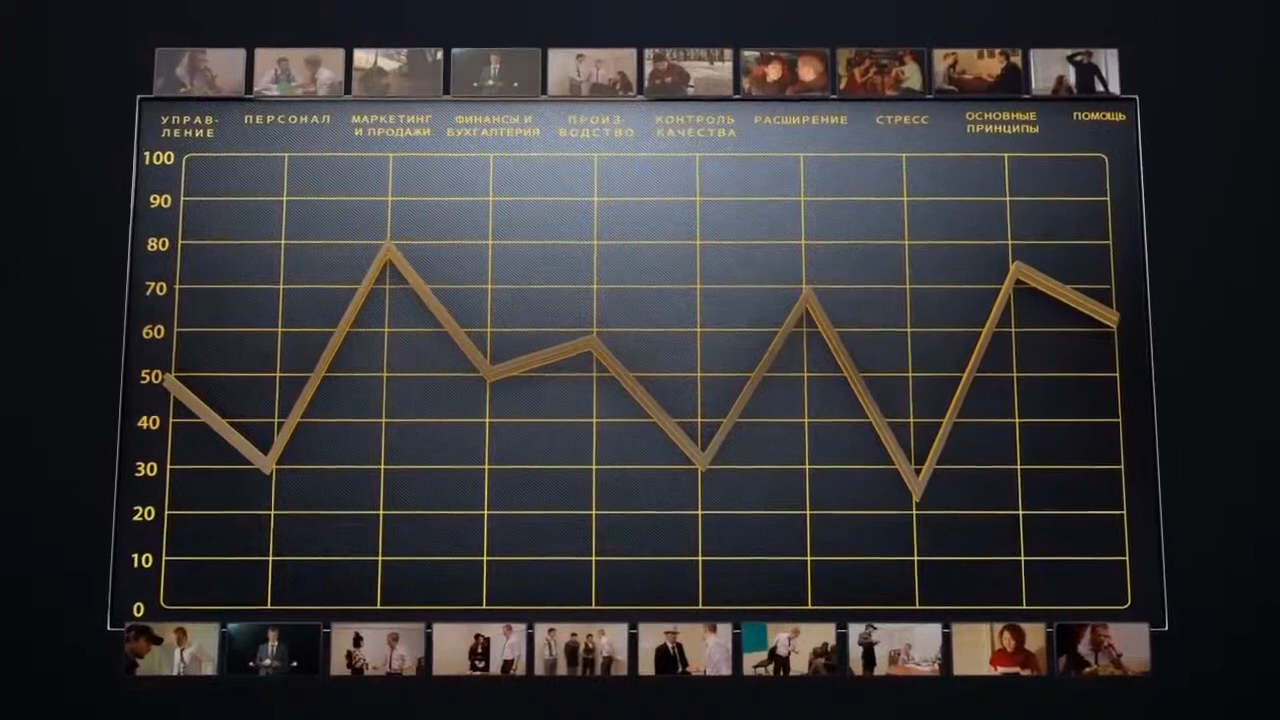 УПРАВ-
ЛЕНИЕ
ПЕРСОНАЛ
МАРКЕТИНГ
И ПРОДАЖИ
ФИНАНСЫ И
БУХГАЛТЕРИЯ
ПРОИЗ
ВОДСТВО
КОНТРОЛЬ
КАЧЕСТВА
РАСШИРЕНИЕ
СТРЕСС
ОСНОВНЫЕ
ПРИНЦИПЫ
ПОМОЩЬ
100
90
80
70
60
50
40
30
20
10
0